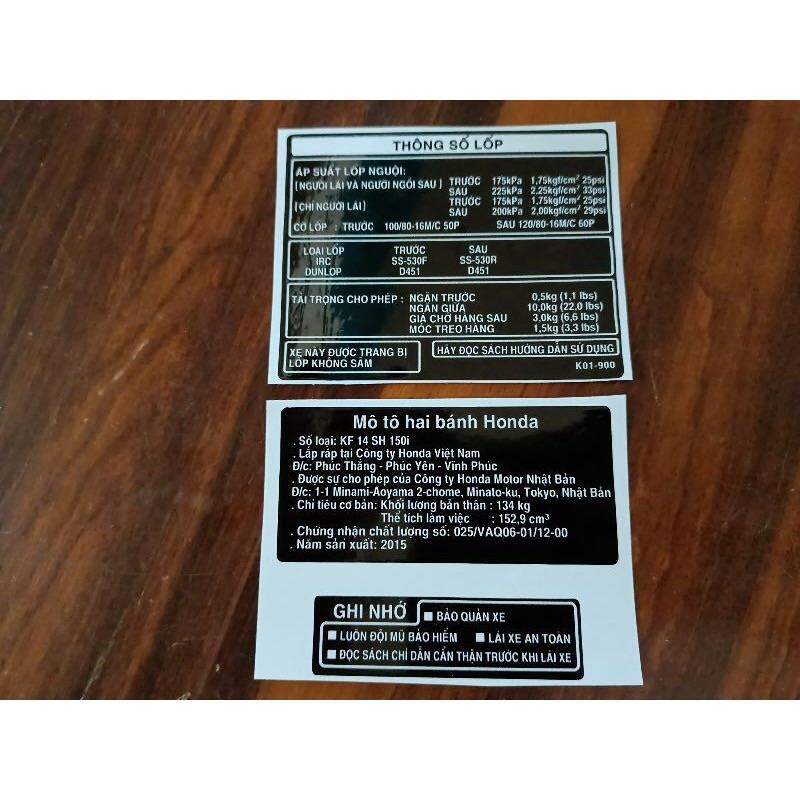 THÔNG SỐ LỐP
ÁP SUẤT LỐP NGUỘI:
(NGƯỜI LÁI VÀ NGƯỜI NGỒI SAU) TRƯỚC 175kPa 1,75kgf/cm² 25psi
SAU 225kPa 2,25kgf/cm² 33psi
(CHỈ NGƯỜI LÁI) TRƯỚC 175kPa 1,75kgf/cm² 25psi
SAU 200kPa 2,00kgf/cm² 29psi
CỠ LỐP : TRƯỚC 100/80-16M/C 50P SAU 120/80-16M/C 60P
LOẠI LỐP TRƯỚC SAU
IRC SS-530F SS-530R
DUNLOP D451 D451
TẢI TRỌNG CHO PHÉP : NGĂN TRƯỚC 0,5kg (1,1 lbs)
NGĂN GIỮA 10,0kg (22,0 lbs)
GIÁ CHỞ HÀNG SAU 3,0kg (6,6 lbs)
MÓC TREO HÀNG 1,5kg (3,3 lbs)
XE NÀY ĐƯỢC TRANG BỊ
LỐP KHÔNG SĂM
HÃY ĐỌC SÁCH HƯỚNG DẪN SỬ DỤNG
K01-900
Mô tô hai bánh Honda
. Số loại: KF 14 SH 150i
. Lắp ráp tại Công ty Honda Việt Nam
Đ/c: Phúc Thắng - Phúc Yên - Vĩnh Phúc
. Được sự cho phép của Công ty Honda Motor Nhật Bản
Đ/c: 1-1 Minami-Aoyama 2-chome, Minato-ku, Tokyo, Nhật Bản
. Chỉ tiêu cơ bản: Khối lượng bản thân : 134 kg
Thể tích làm việc : 152,9 cm³
. Chứng nhận chất lượng số: 025/VAQ06-01/12-00
. Năm sản xuất: 2015
GHI NHỚ ■ BẢO QUẢN XE
■ LUÔN ĐỘI MŨ BẢO HIỂM ■ LÁI XE AN TOÀN
■ ĐỌC SÁCH CHỈ DẪN CẨN THẬN TRƯỚC KHI LÁI XE